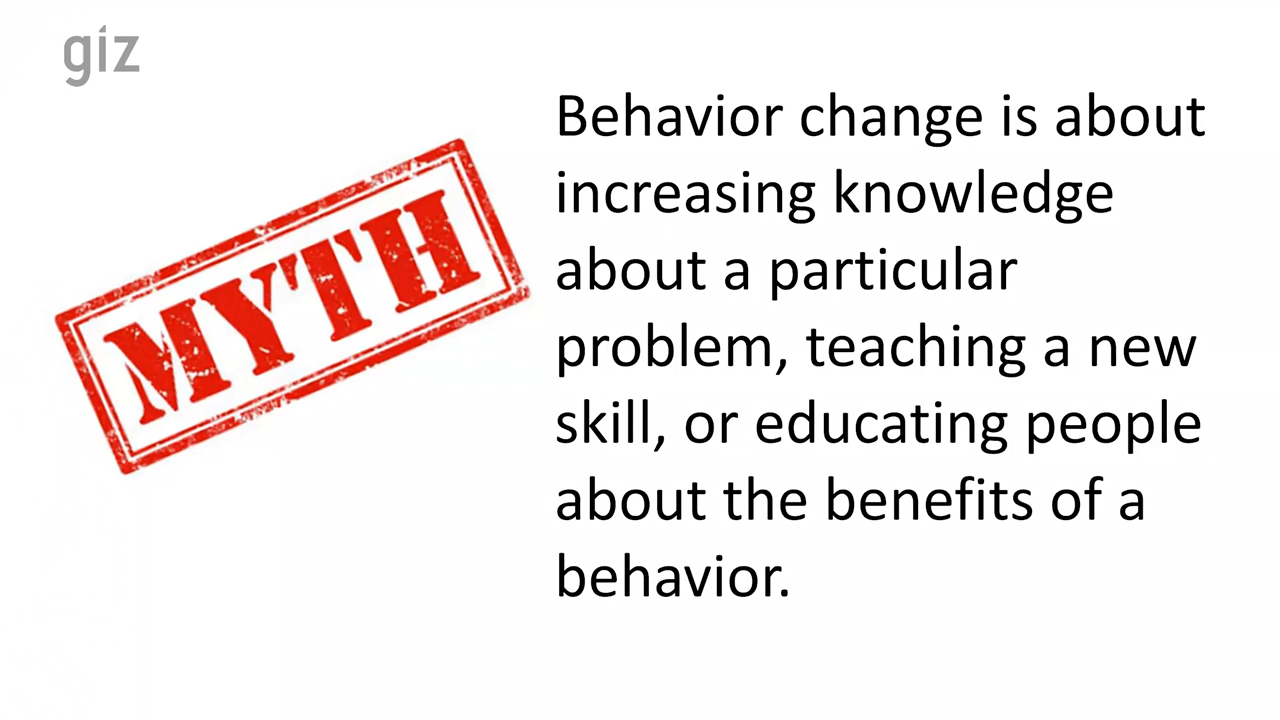 giz
MYTH
Behavior change is about
increasing knowledge
about a particular
problem, teaching a new
skill, or educating people
about the benefits of a
behavior.